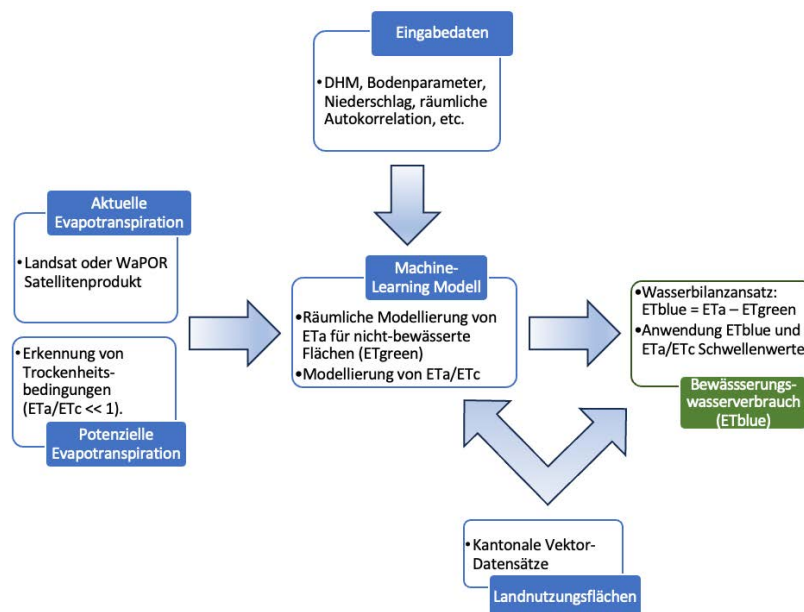 Eingabedaten
•DHM, Bodenparameter,
Niederschlag, räumliche
Autokorrelation, etc.
Aktuelle
Evapotranspiration
•Landsat oder WaPOR
Satellitenprodukt
•Erkennung von
Trockenheits-
bedingungen
(ETa/ETc << 1).
Potenzielle
Evapotranspiration
Machine-
Learning Modell
•Räumliche Modellierung von
ETa für nicht-bewässerte
Flächen (ETgreen)
•Modellierung von ETa/ETc
•Wasserbilanzansatz:
ETblue = ETa – ETgreen
•Anwendung ETblue und
ETa/ETc Schwellenwerte
Bewässserungs-
wasserverbrauch
(ETblue)
•Kantonale Vektor-
Datensätze
Landnutzungsflächen